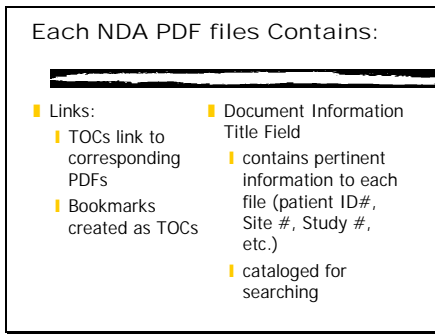 Each NDA PDF files Contains:
Links:
TOCs link to
corresponding
PDFs
Bookmarks
created as TOCs
Document Information
Title Field
contains pertinent
information to each
file (patient ID#,
Site #, Study #,
etc.)
cataloged for
searching